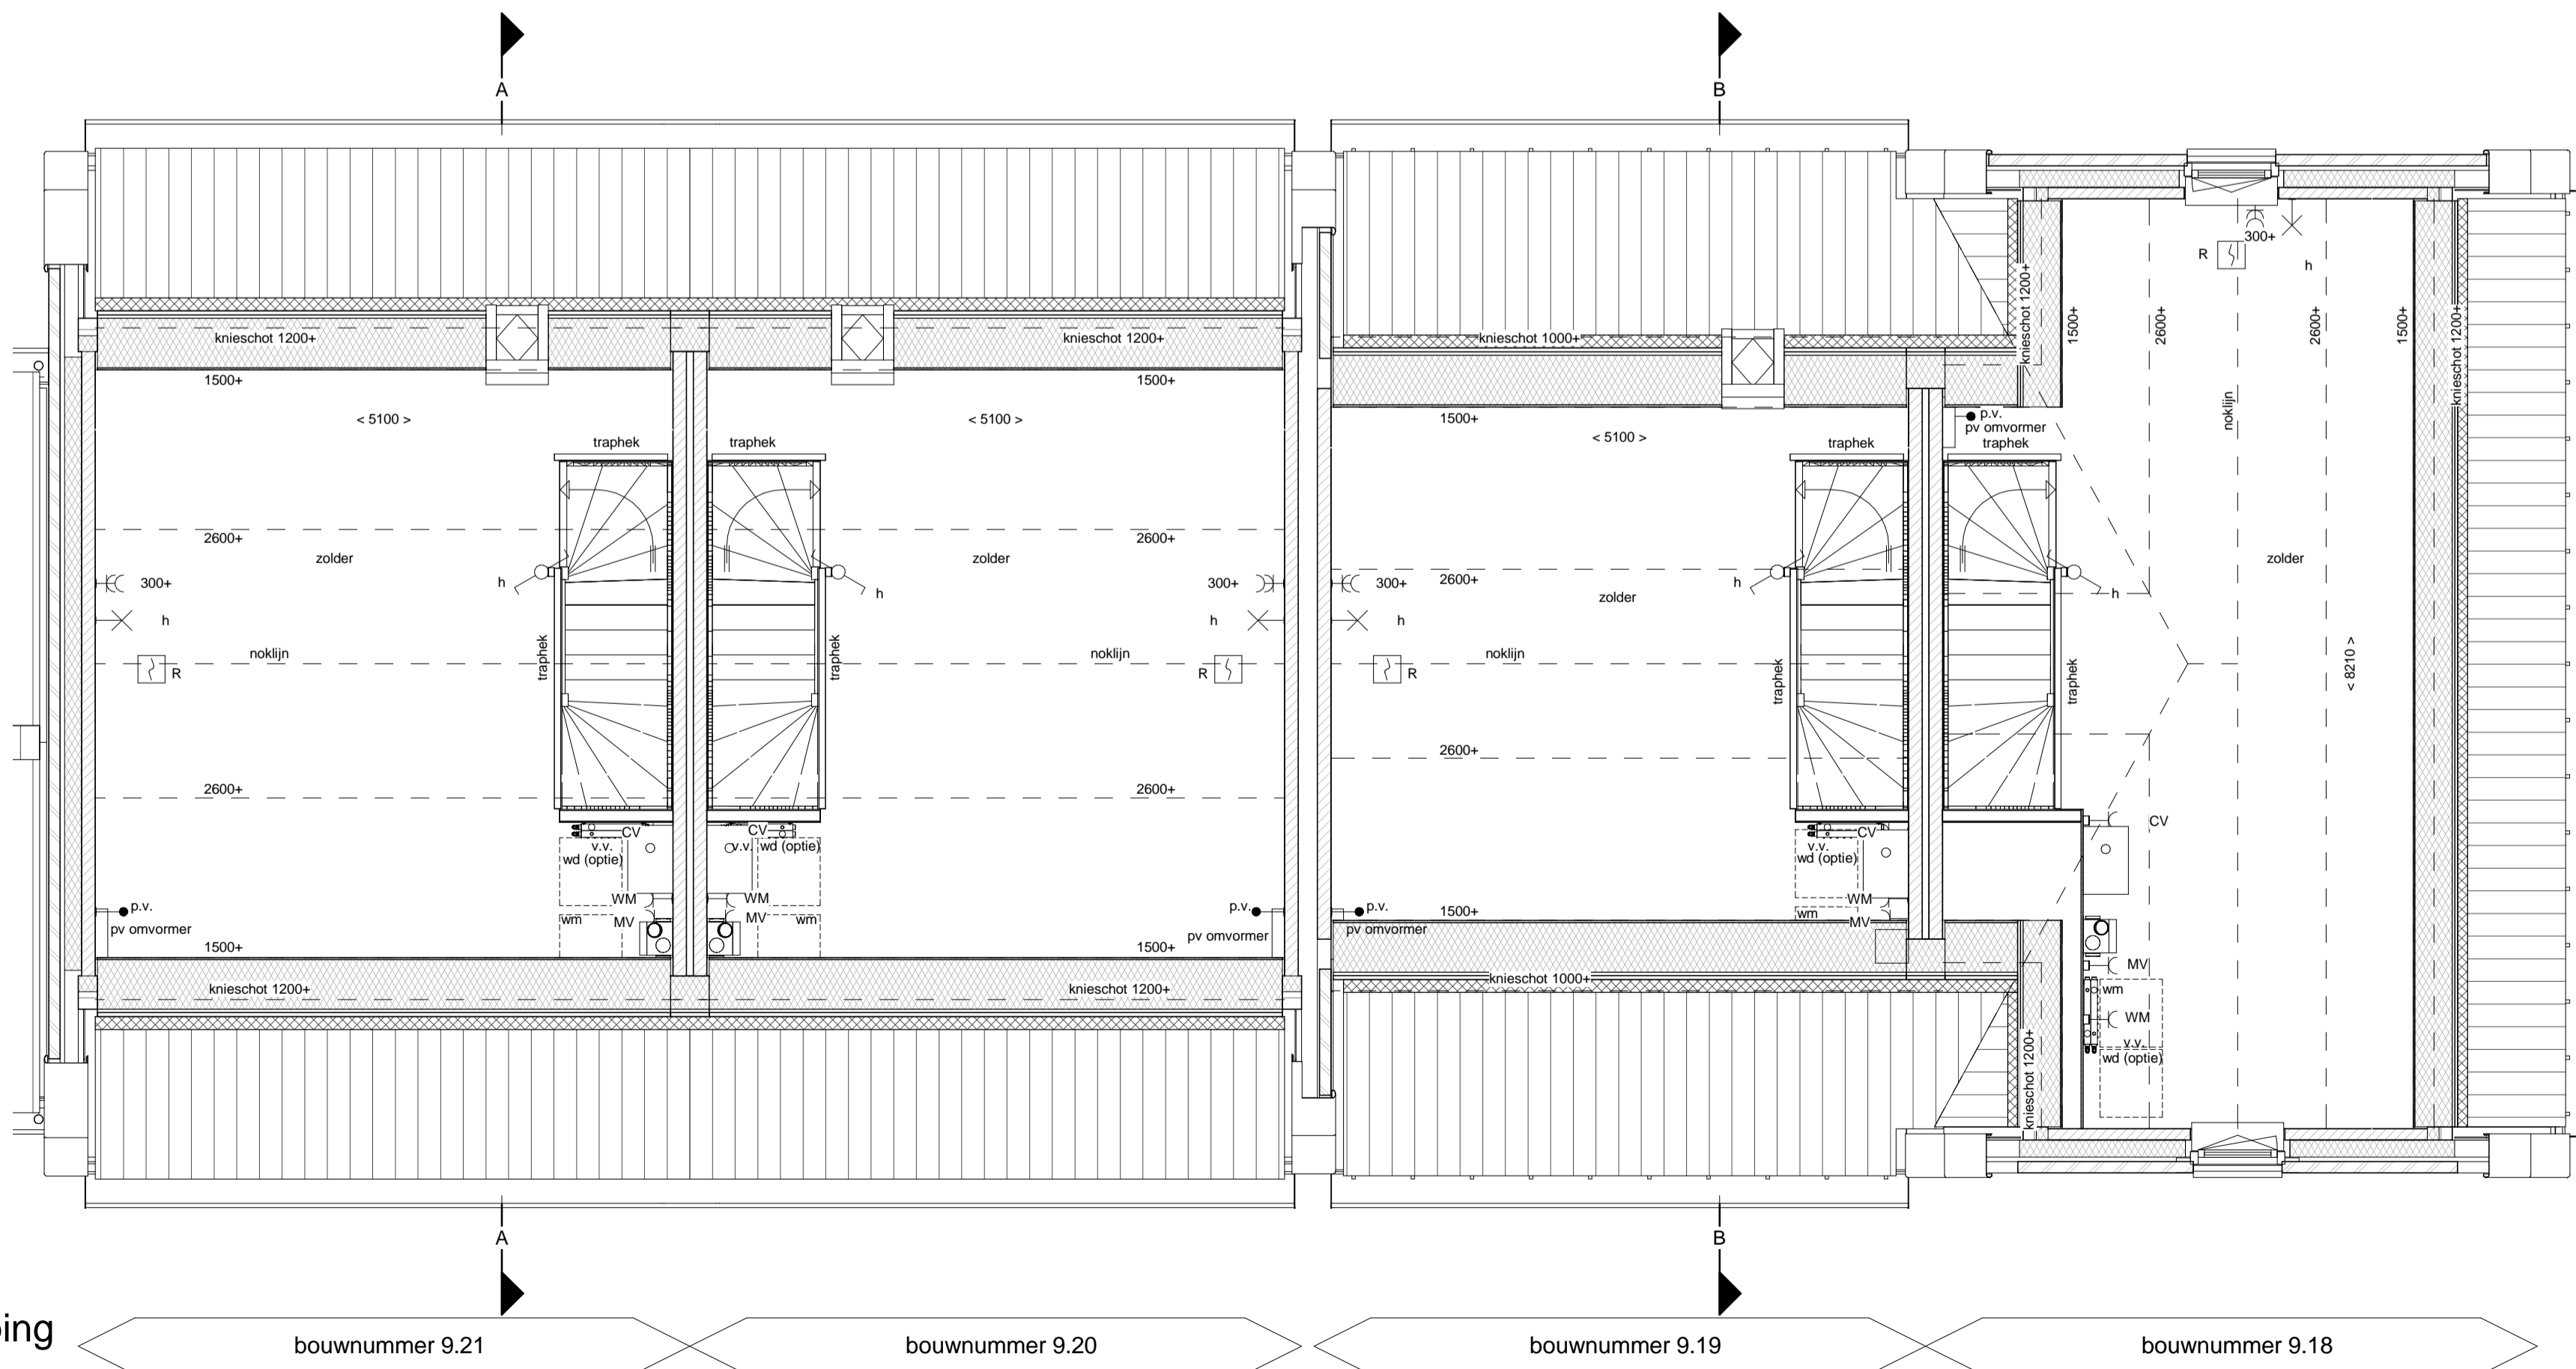 A
B
knieschot 1200+
knieschot 1200+
knieschot 1000+
knieschot 1200+
1500+
2600+
noklijn
2600+
1500+
knieschot 1200+
300+
R
h
1500+
1500+
1500+
< 5100 >
< 5100 >
< 5100 >
p.v.
pv omvormer
traphek
traphek
traphek
traphek
2600+
zolder
zolder
2600+
2600+
zolder
zolder
300+
h
h
h
300+
300+
h
h
h
h
h
R
noklijn
traphek
traphek
noklijn
R
R
noklijn
traphek
traphek
< 8210 >
2600+
2600+
2600+
CV
v.v.
wd (optie)
CV
v.v.
wd (optie)
CV
v.v.
wd (optie)
CV
WM
wm
MV
WM
MV
wm
WM
wm
MV
p.v.
pv omvormer
p.v.
pv omvormer
p.v.
pv omvormer
1500+
1500+
1500+
MV
wm
WM
v.v.
wd (optie)
knieschot 1200+
knieschot 1200+
knieschot 1000+
knieschot 1200+
A
B
bouwnummer 9.21
bouwnummer 9.20
bouwnummer 9.19
bouwnummer 9.18